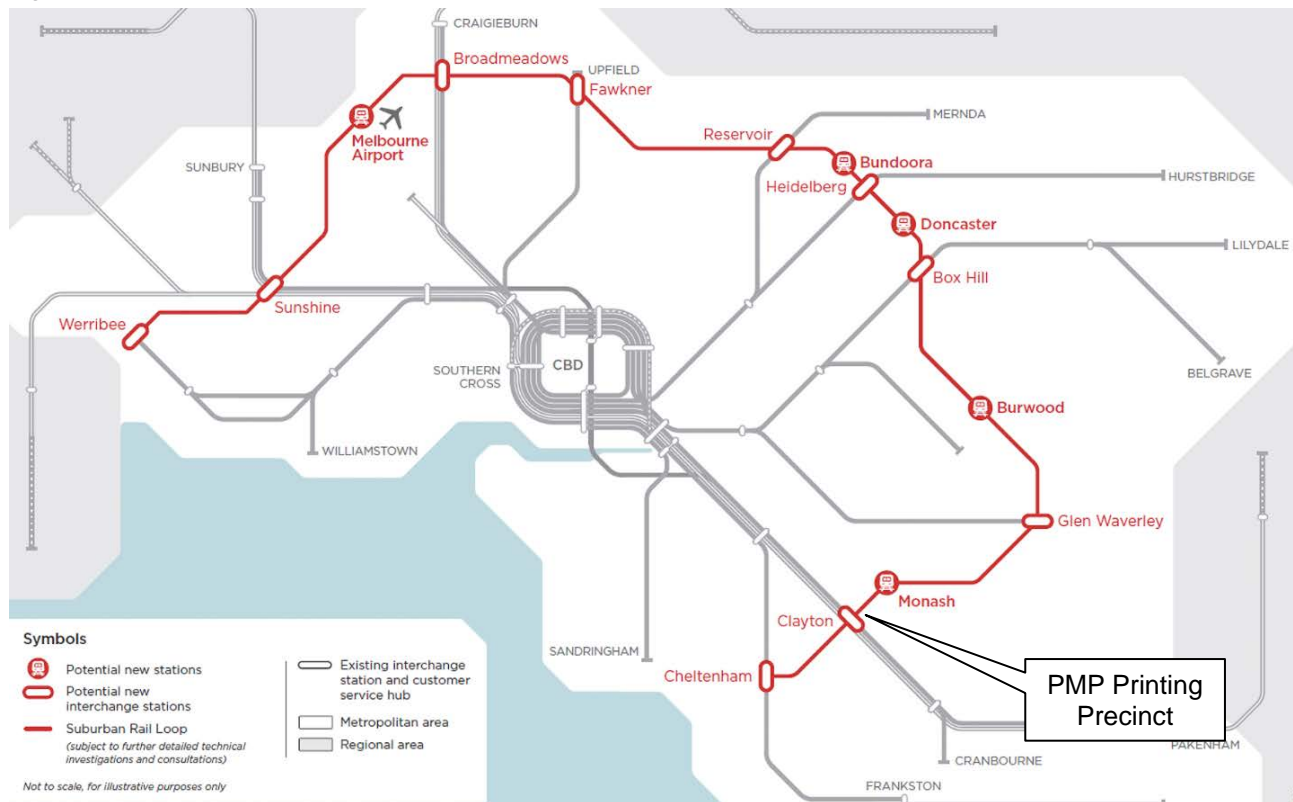 CRAIGIEBURN
Broadmeadows
UPFIELD
Fawkner
MERNDA
Melbourne
Airport
Reservoir
Bundoora
SUNBURY
Heidelberg
HURSTBRIDGE
Doncaster
LILYDALE
Box Hill
Sunshine
Werribee
SOUTHERN
CROSS
CBD
BELGRAVE
Burwood
WILLIAMSTOWN
Glen Waverley
Monash
Clayton
SANDRINGHAM
Cheltenham
PMP Printing
Precinct
PAKENHAM
CRANBOURNE
FRANKSTON
Symbols
Potential new stations
Potential new
interchange stations
Suburban Rail Loop
(subject to further detailed technical
investigations and consultations)
Existing interchange
station and customer
service hub
Metropolitan area
Regional area
Not to scale, for illustrative purposes only